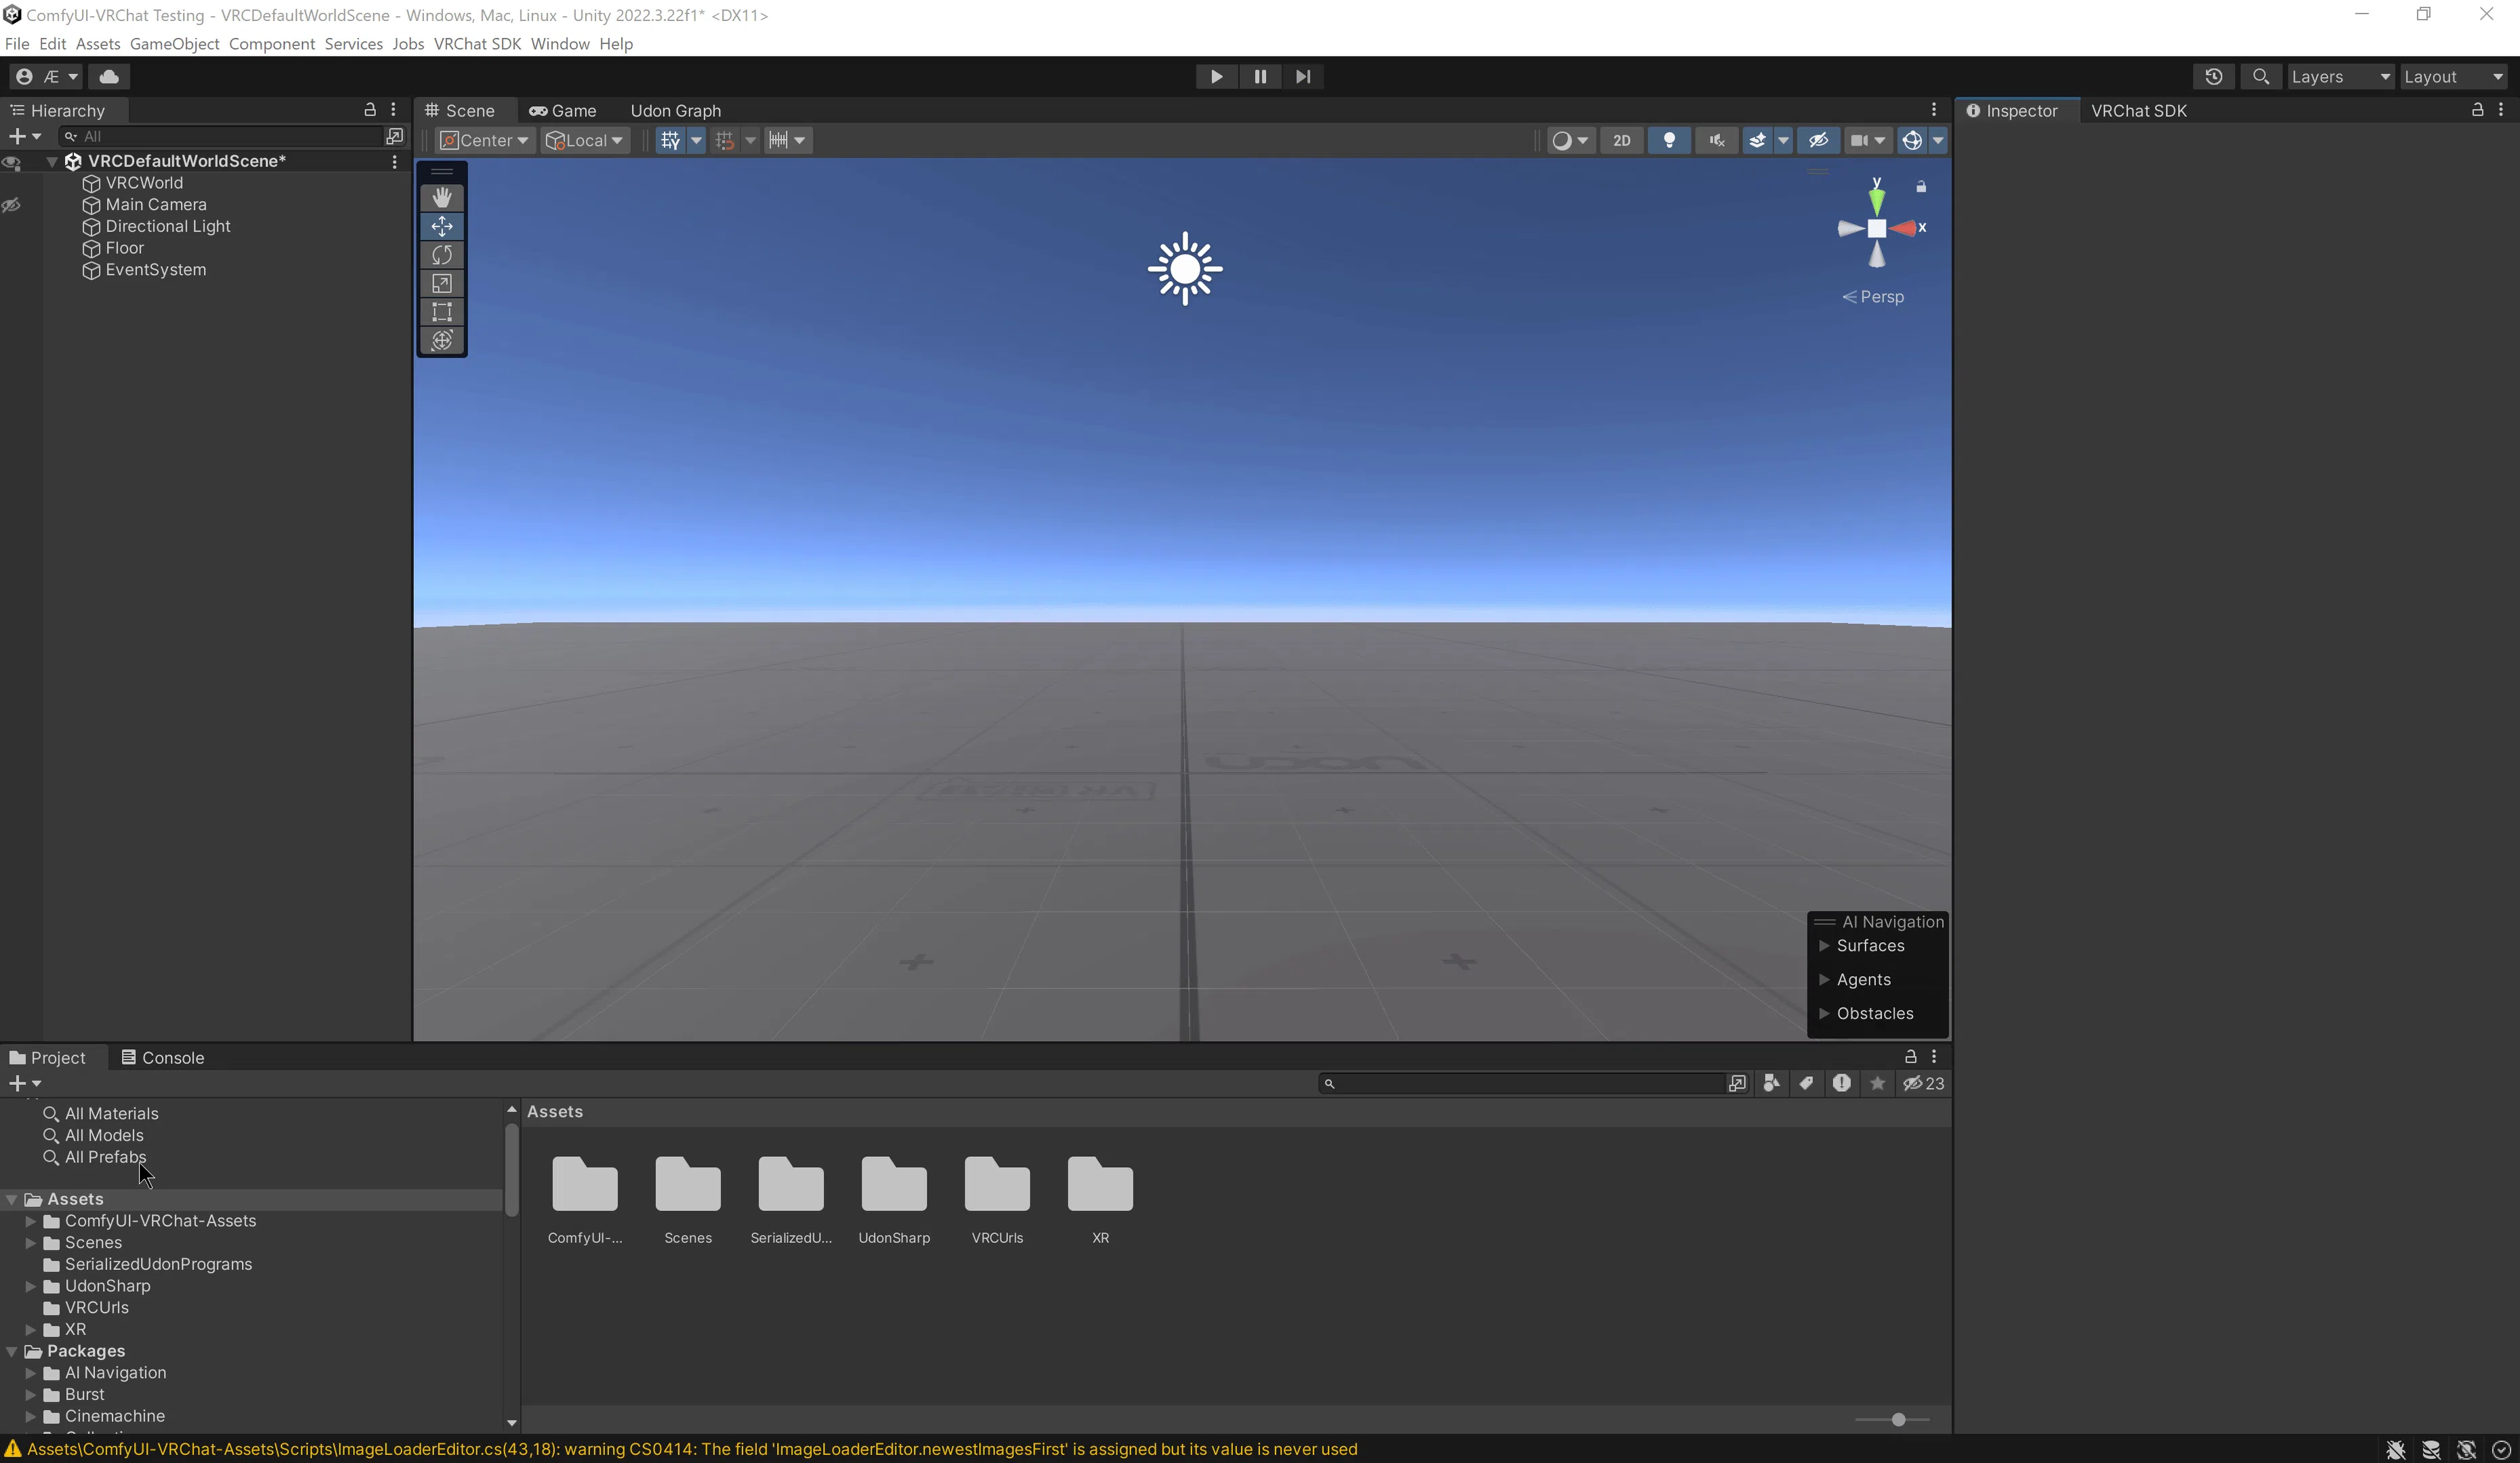 ComfyUI-VRChat Testing - VRCDefaultWorldScene - Windows, Mac, Linux - Unity 2022.3.22f1* <DX11>
File Edit Assets GameObject Component Services Jobs VRChat SDK Window Help
Æ
Layers
Layout
Hierarchy
Scene
Game
Udon Graph
Inspector
VRChat SDK
All
Center
Local
2D
VRCDefaultWorldScene*
VRCWorld
Main Camera
Directional Light
Floor
EventSystem
y
x
Persp
UDON
AI Navigation
Surfaces
Agents
Obstacles
Project
Console
23
All Materials
All Models
All Prefabs
Assets
ComfyUI-VRChat-Assets
Scenes
SerializedUdonPrograms
UdonSharp
VRCUrls
XR
Packages
AI Navigation
Burst
Cinemachine
Assets
ComfyUI-...
Scenes
SerializedU...
UdonSharp
VRCUrls
XR
Assets\ComfyUI-VRChat-Assets\Scripts\ImageLoaderEditor.cs(43,18): warning CS0414: The field 'ImageLoaderEditor.newestImagesFirst' is assigned but its value is never used